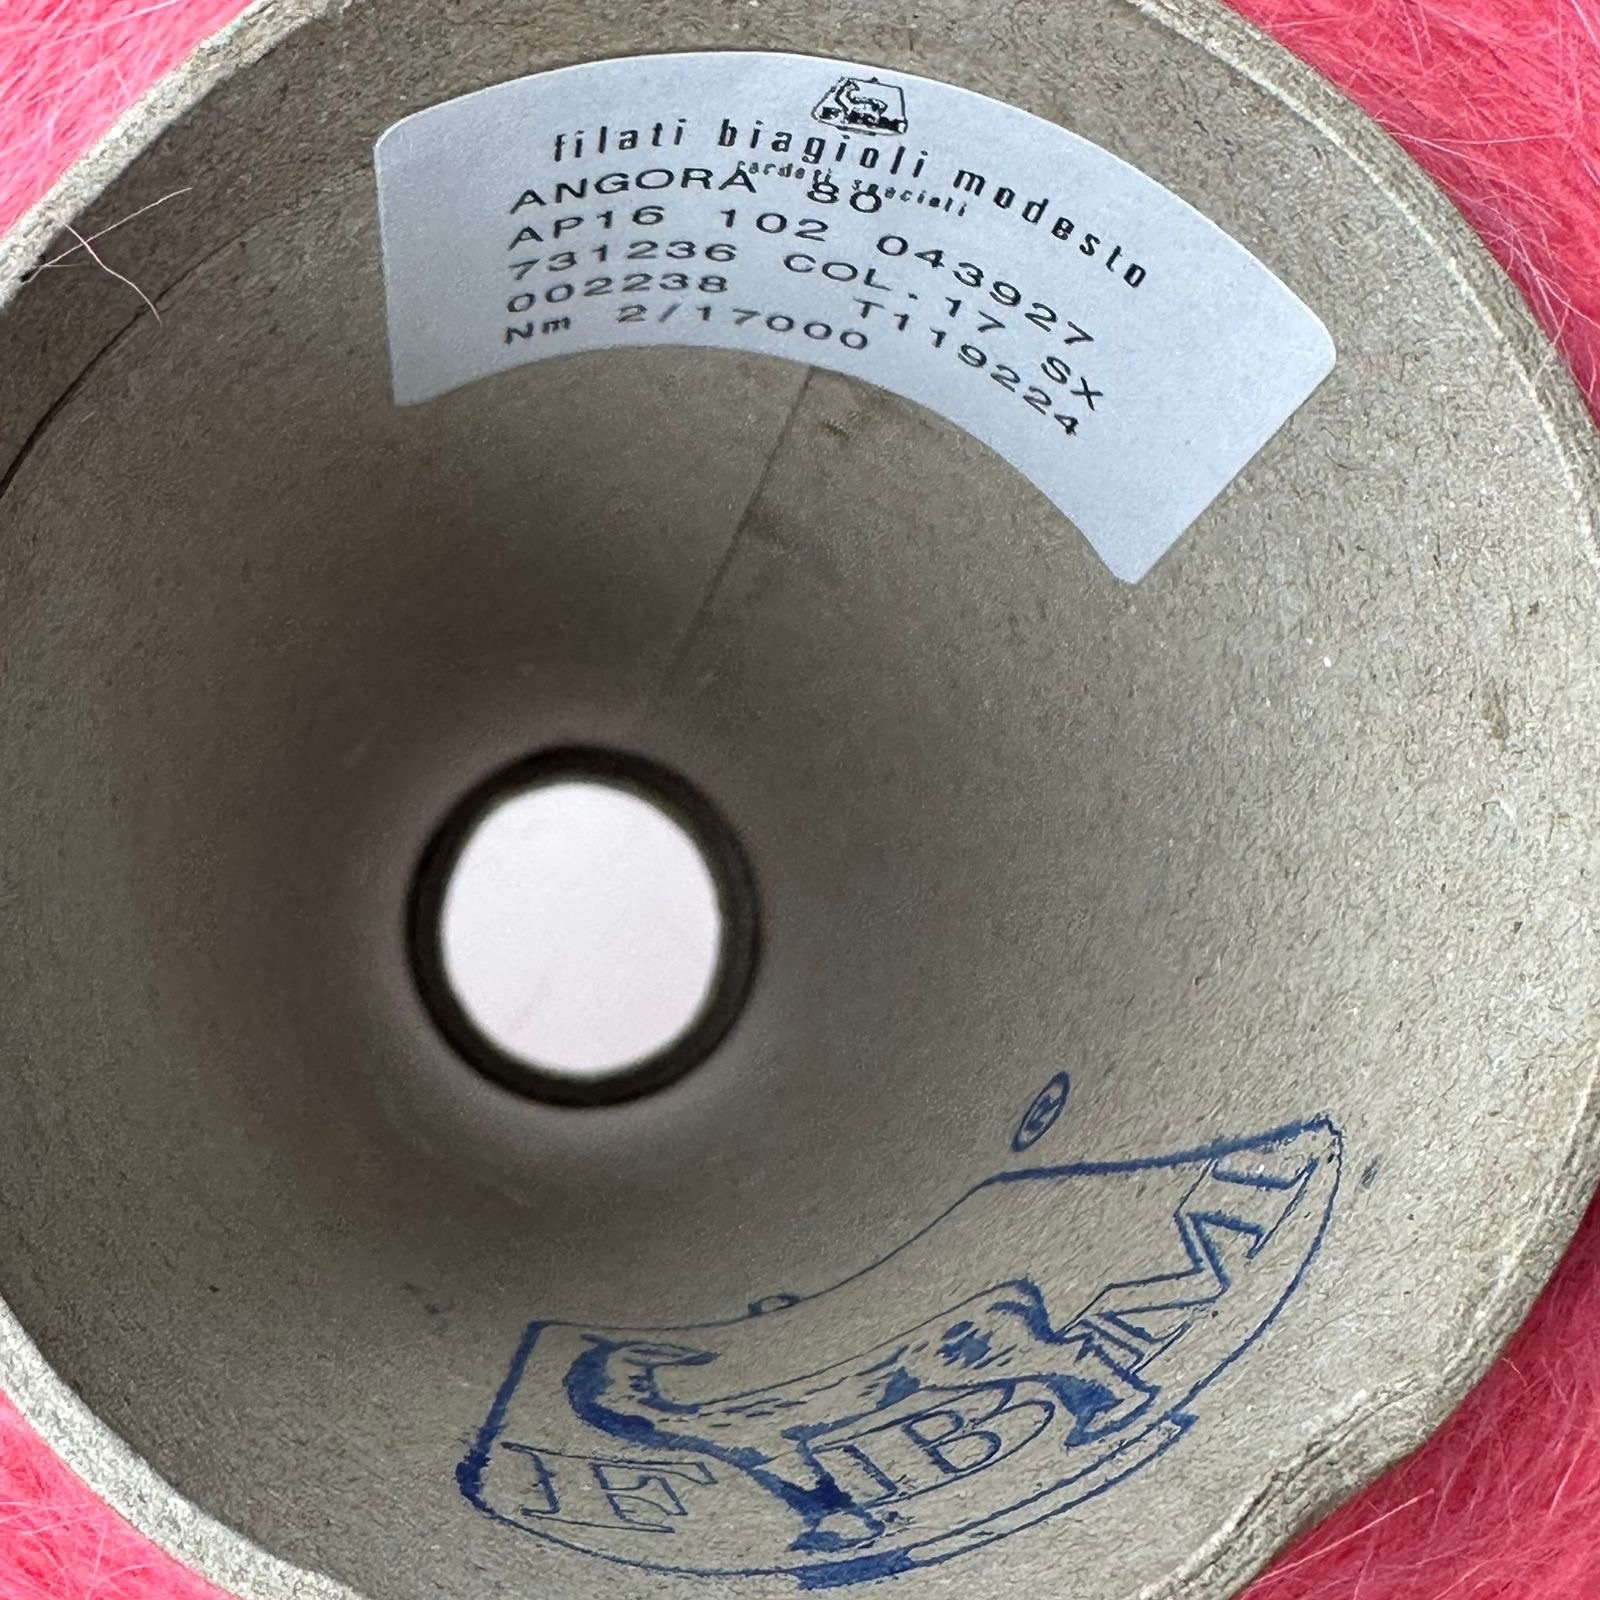 filati biagioli modesto
cardati speciali
ANGORA 80
AP16 102 043927
731236 COL.17 SX
002238 T119224
Nm 2/17000
®
FBM